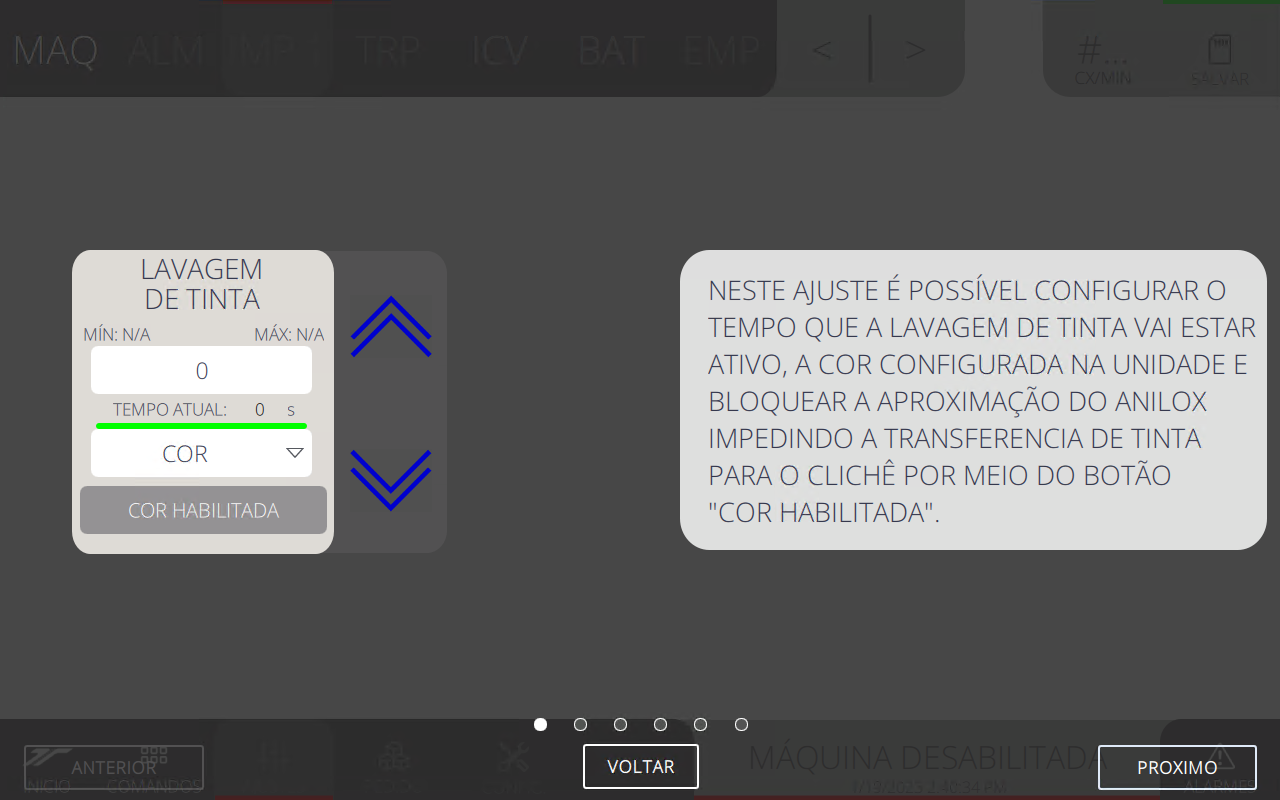 MAQ ALM IMP 1 TRP ICV BAT EMP < > #... CX/MIN SALVAR
LAVAGEM
DE TINTA
MÍN: N/A MÁX: N/A
0
TEMPO ATUAL: 0 s
COR
COR HABILITADA
NESTE AJUSTE É POSSÍVEL CONFIGURAR O
TEMPO QUE A LAVAGEM DE TINTA VAI ESTAR
ATIVO, A COR CONFIGURADA NA UNIDADE E
BLOQUEAR A APROXIMAÇÃO DO ANILOX
IMPEDINDO A TRANSFERENCIA DE TINTA
PARA O CLICHÊ POR MEIO DO BOTÃO
"COR HABILITADA".
MÁQUINA DESABILITADA
ANTERIOR VOLTAR PROXIMO
INICIO COMANDOS ALARMES